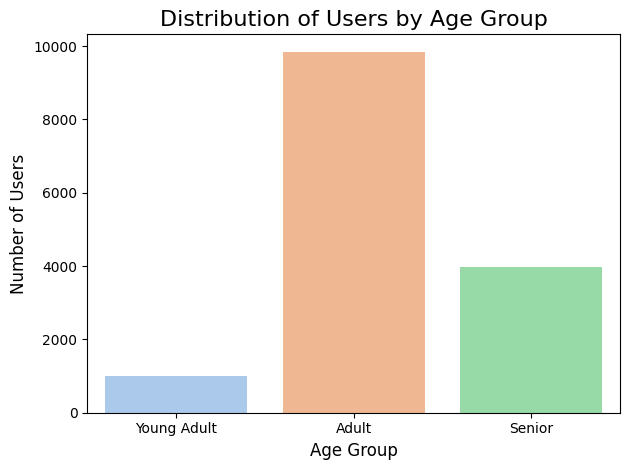 Distribution of Users by Age Group
Number of Users
10000
8000
6000
4000
2000
0
Young Adult
Adult
Senior
Age Group